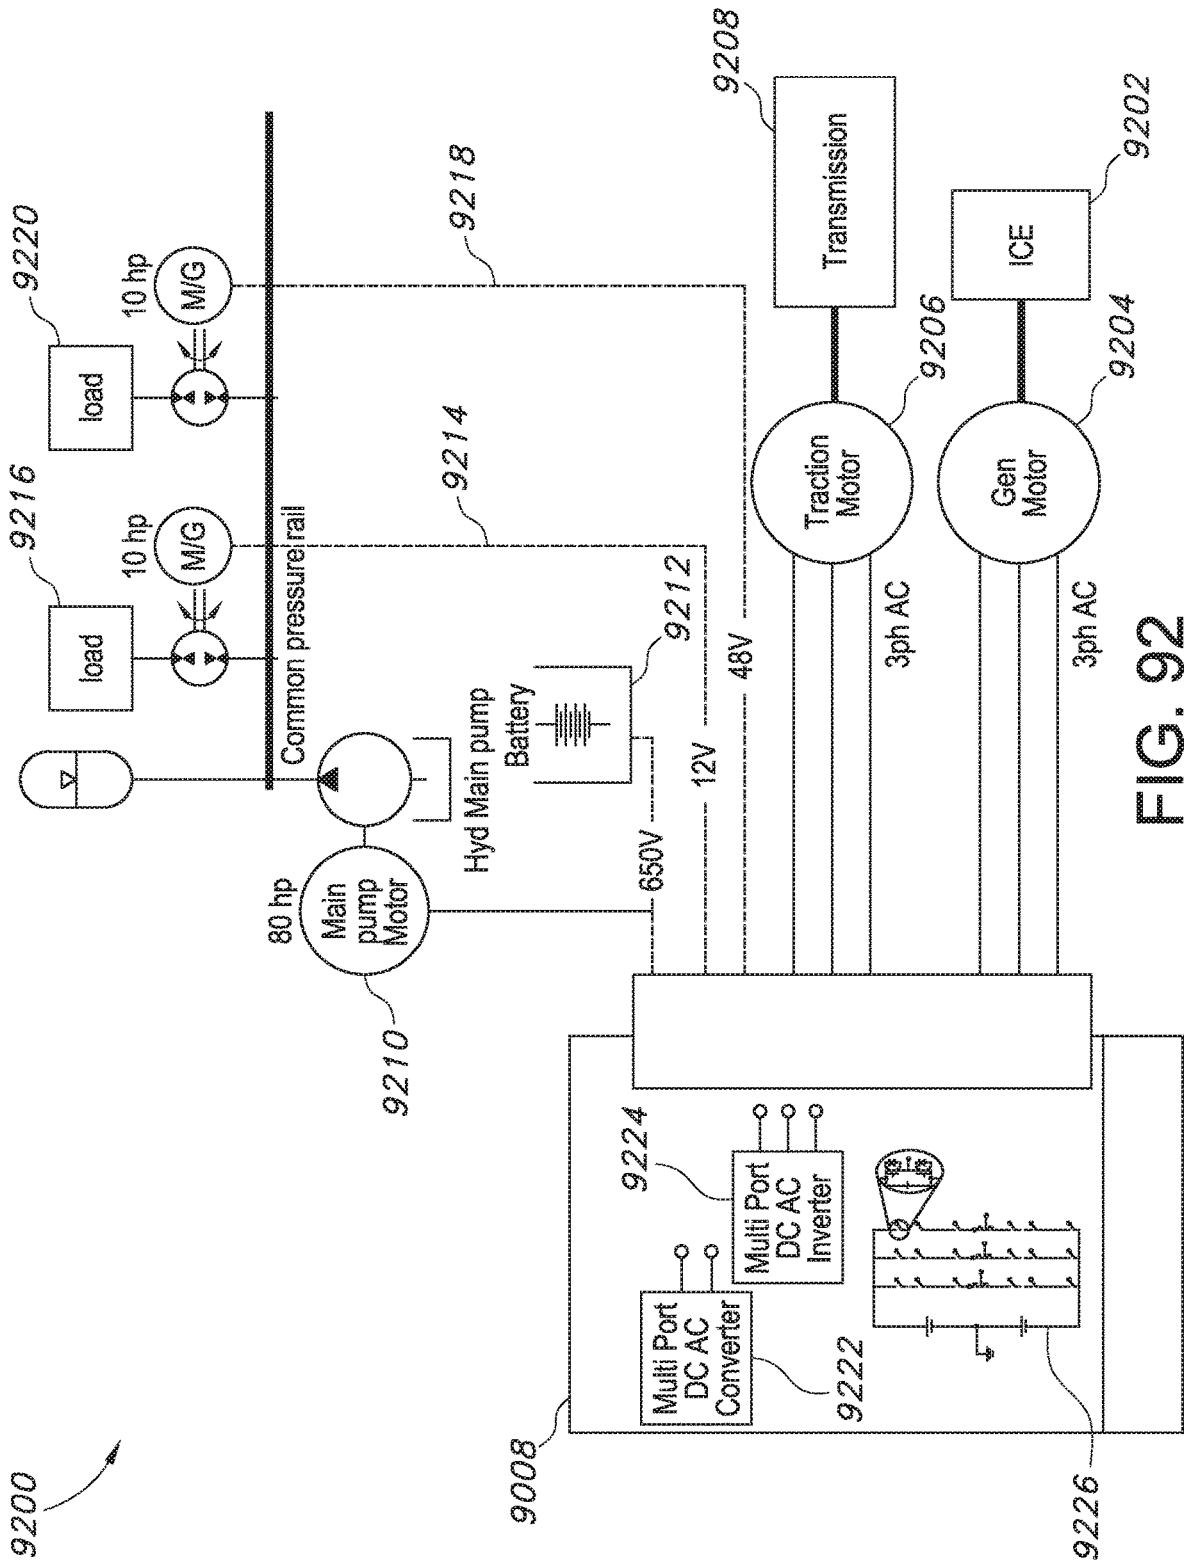 9200
9220
9216
load
10 hp
M/G
load
10 hp
M/G
Common pressure rail
9218
9214
80 hp
Main
pump
Motor
Hyd Main pump
9210
Battery
9212
650V
12V
48V
9208
Transmission
Traction
Motor
9206
3ph AC
ICE
9202
Gen
Motor
9204
3ph AC
9008
Multi Port
DC AC
Converter
9222
Multi Port
DC AC
Inverter
9224
9226
FIG. 92